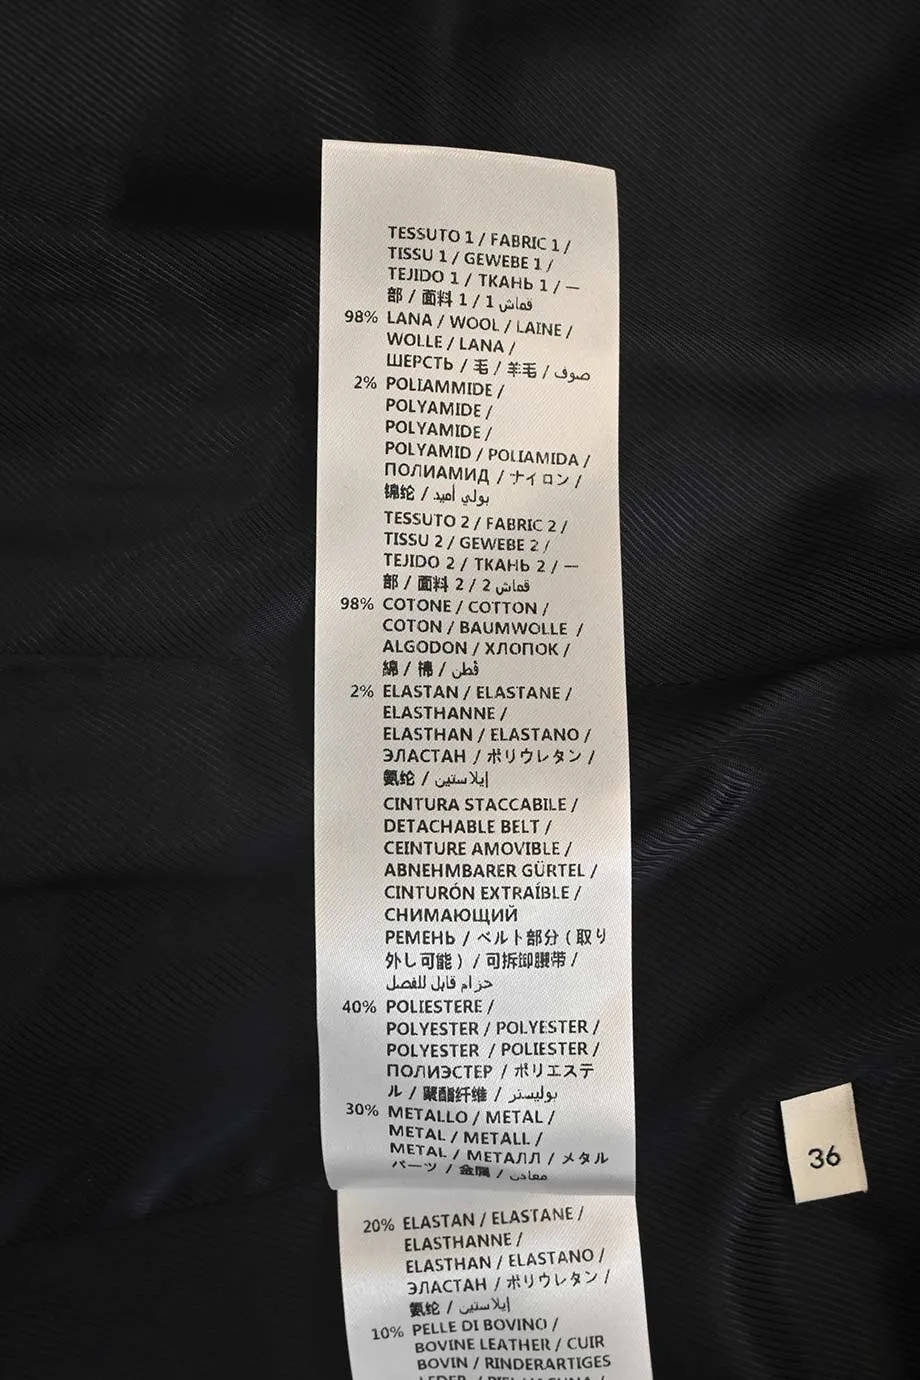 TESSUTO 1 / FABRIC 1 /
TISSU 1 / GEWEBE 1 /
TEJIDO 1 / ТКАНЬ 1 / 一
部 / 面料 1 / 1 قماش
98% LANA / WOOL / LAINE /
WOLLE / LANA /
ШЕРСТЬ / 毛 / 羊毛 / صوف
2% POLIAMMIDE /
POLYAMIDE /
POLYAMIDE /
POLYAMID / POLIAMIDA /
ПОЛИАМИД / ナイロン /
锦纶 / بولي أميد
TESSUTO 2 / FABRIC 2 /
TISSU 2 / GEWEBE 2 /
TEJIDO 2 / ТКАНЬ 2 / 一
部 / 面料 2 / 2 قماش
98% COTONE / COTTON /
COTON / BAUMWOLLE /
ALGODON / ХЛОПОК /
綿 / 棉 / قطن
2% ELASTAN / ELASTANE /
ELASTHANNE /
ELASTHAN / ELASTANO /
ЭЛАСТАН / ポリウレタン /
氨纶 / إيلاستين
CINTURA STACCABILE /
DETACHABLE BELT /
CEINTURE AMOVIBLE /
ABNEHMBARER GÜRTEL /
CINTURÓN EXTRAÍBLE /
СНИМАЮЩИЙ
РЕМЕНЬ / ベルト部分 ( 取り
外し可能 ) / 可拆卸腰带 /
حزام قابل للفصل
40% POLIESTERE /
POLYESTER / POLYESTER /
POLYESTER / POLIESTER /
ПОЛИЭСТЕР / ポリエステ
ル / 聚酯纤维 / بوليستر
30% METALLO / METAL /
METAL / METALL /
METAL / МЕТАЛЛ / メタル
パーツ / 金属 / معادن
20% ELASTAN / ELASTANE /
ELASTHANNE /
ELASTHAN / ELASTANO /
ЭЛАСТАН / ポリウレタン /
氨纶 / إيلاستين
10% PELLE DI BOVINO /
BOVINE LEATHER / CUIR
BOVIN / RINDERARTIGES
36